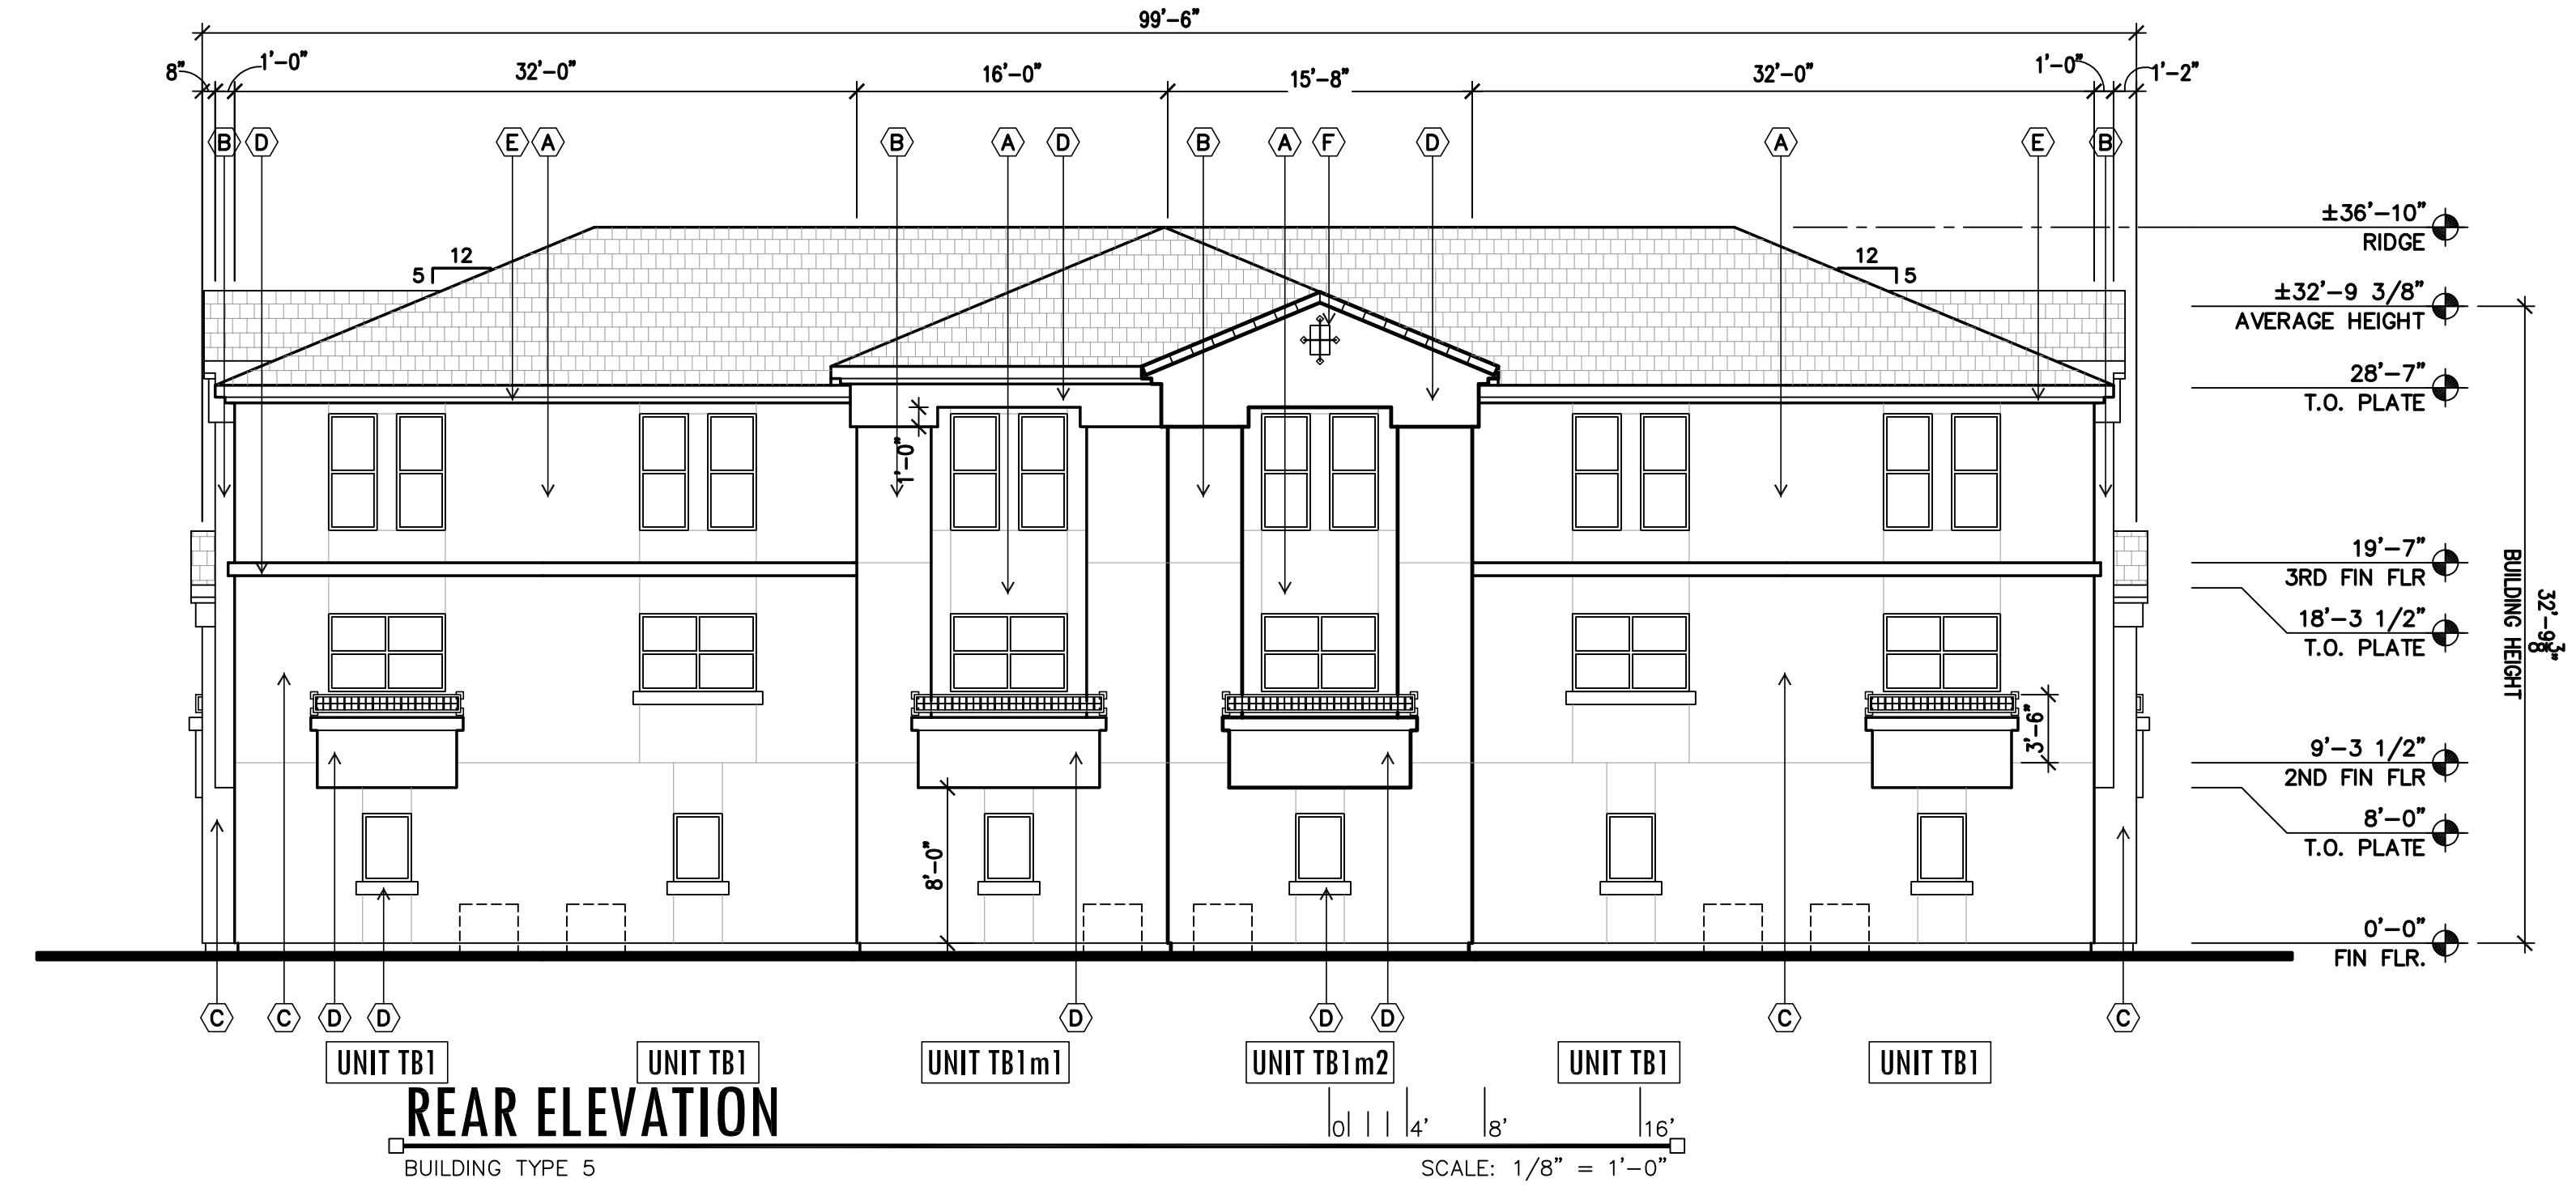 99'-6"
8" 1'-0" 32'-0" 16'-0" 15'-8" 32'-0" 1'-0" 1'-2"
B D E A B A D B A F D A E B
±36'-10"
RIDGE
12
5
12
5
±32'-9 3/8"
AVERAGE HEIGHT
28'-7"
T.O. PLATE
1'-0"
19'-7"
3RD FIN FLR
18'-3 1/2"
T.O. PLATE
BUILDING HEIGHT
32'-9 3/8"
3'-6"
9'-3 1/2"
2ND FIN FLR
8'-0"
T.O. PLATE
8'-0"
0'-0"
FIN FLR.
C C D D D D D C C
UNIT TB1 UNIT TB1 UNIT TB1m1 UNIT TB1m2 UNIT TB1 UNIT TB1
REAR ELEVATION
0 4' 8' 16'
BUILDING TYPE 5
SCALE: 1/8" = 1'-0"